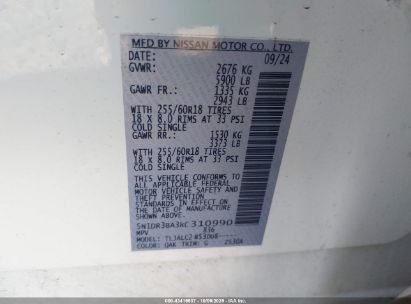 MFD BY NISSAN MOTOR CO., LTD.
DATE: 09/24
GVWR: 2676 KG
5900 LB
GAWR FR.: 1335 KG
2943 LB
WITH 255/60R18 TIRES
18 X 8.0 RIMS AT 33 PSI
COLD SINGLE
GAWR RR.: 1530 KG
3373 LB
WITH 255/60R18 TIRES
18 X 8.0 RIMS AT 33 PSI
COLD SINGLE
THIS VEHICLE CONFORMS TO ALL
APPLICABLE FEDERAL MOTOR
VEHICLE SAFETY AND THEFT PREVENTION
STANDARDS IN EFFECT ON THE DATE OF
MANUFACTURE SHOWN ABOVE.
5N1DR3BA3RC310990
MPV
MODEL:
COLOR: QAK TRIM: G